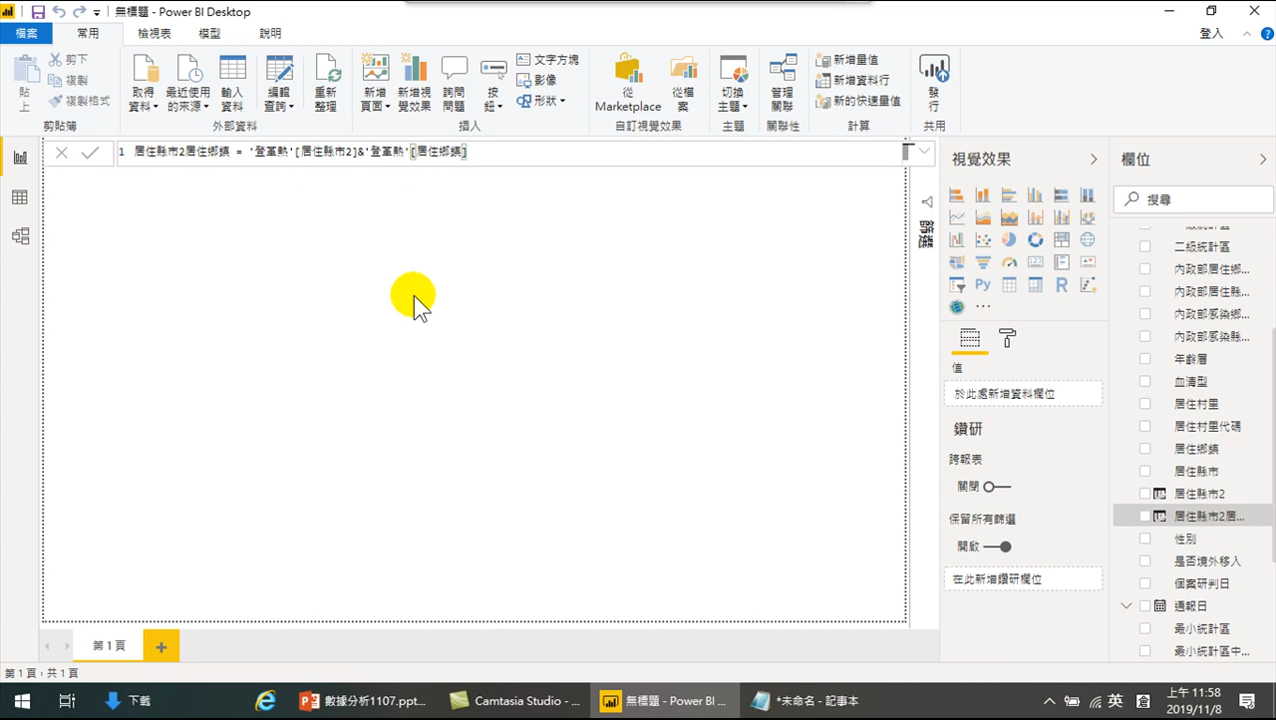 無標題 - Power BI Desktop
檔案
常用
檢視表
模型
說明
登入
貼上
剪下
複製
複製格式
剪貼簿
取得資料
最近使用的來源
輸入資料
編輯查詢
重新整理
外部資料
新增頁面
新增視覺效果
詢問問題
按鈕
文字方塊
影像
形狀
插入
從 Marketplace
從檔案
自訂視覺效果
切換主題
主題
管理關聯
關聯性
新增量值
新增資料行
新的快速量值
計算
發行
共用
1 居住縣市2居住鄉鎮 = '登革熱'[居住縣市2]&'登革熱'[居住鄉鎮]
篩選
視覺效果
Py
R
值
於此處新增資料欄位
鑽研
跨報表
關閉
保留所有篩選
開啟
在此新增鑽研欄位
欄位
搜尋
二級統計區
內政部居住鄉...
內政部居住縣...
內政部感染鄉...
內政部感染縣...
年齡層
血清型
居住村里
居住村里代碼
居住鄉鎮
居住縣市
居住縣市2
居住縣市2居...
性別
是否境外移入
個案研判日
通報日
最小統計區
最小統計區中...
第 1 頁
第 1 頁，共 1 頁
下載
數據分析1107.ppt...
Camtasia Studio - ...
無標題 - Power BI ...
*未命名 - 記事本
英
上午 11:58
2019/11/8